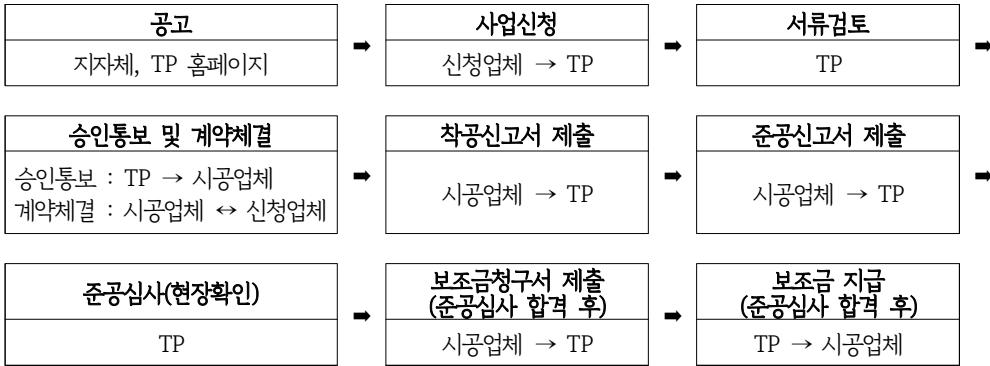 공고
지자체, TP 홈페이지
➡
사업신청
신청업체 → TP
➡
서류검토
TP
➡
승인통보 및 계약체결
승인통보 : TP → 시공업체
계약체결 : 시공업체 ↔ 신청업체
➡
착공신고서 제출
시공업체 → TP
➡
준공신고서 제출
시공업체 → TP
➡
준공심사(현장확인)
TP
➡
보조금청구서 제출
(준공심사 합격 후)
시공업체 → TP
➡
보조금 지급
(준공심사 합격 후)
TP → 시공업체